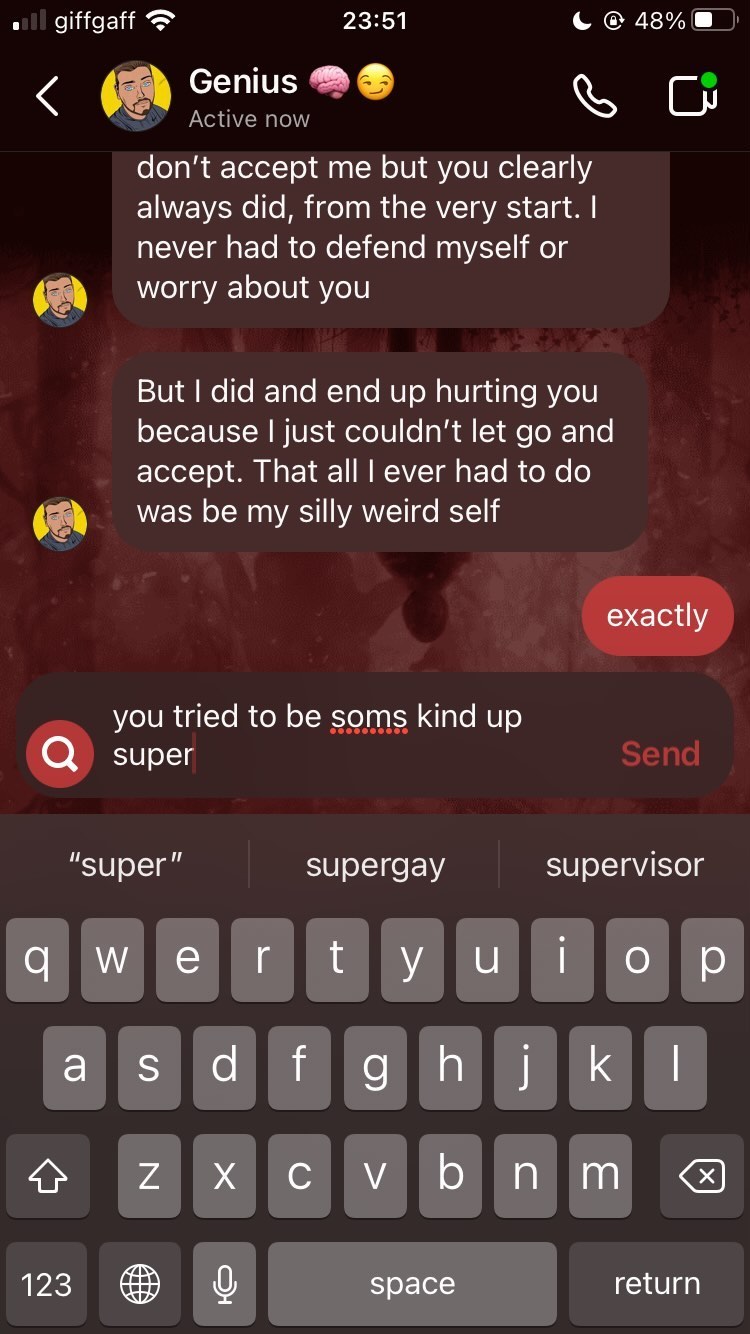 giffgaff 23:51 48%
Genius 🧠😏
Active now
don't accept me but you clearly
always did, from the very start. I
never had to defend myself or
worry about you
But I did and end up hurting you
because I just couldn't let go and
accept. That all I ever had to do
was be my silly weird self
exactly
you tried to be soms kind up
super
Send
“super” supergay supervisor
q w e r t y u i o p
a s d f g h j k l
z x c v b n m
123 space return